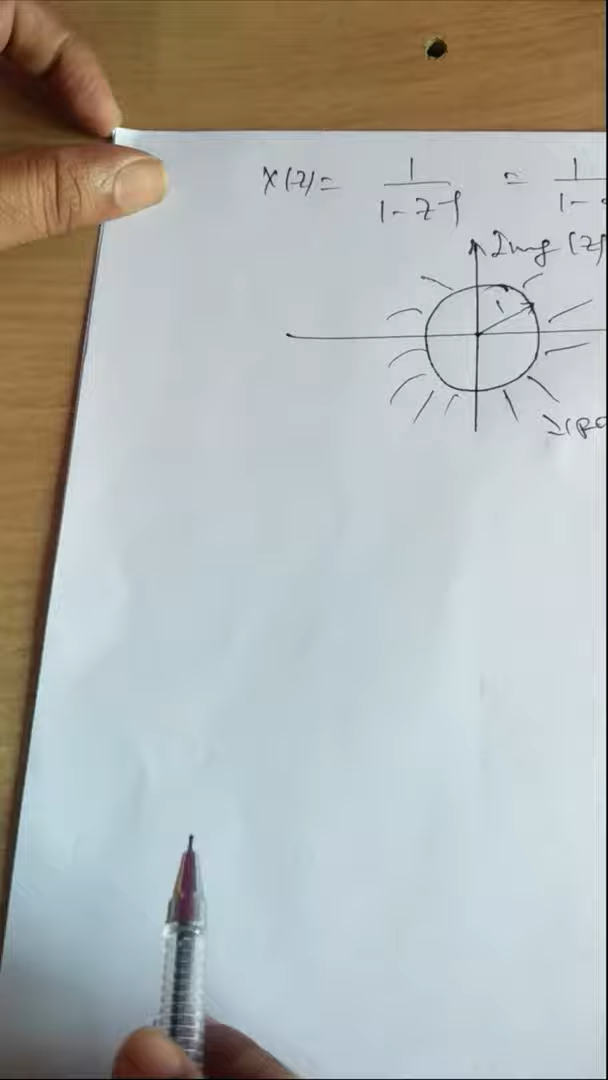 X(z) = 1/(1 - z⁻¹) = 1/(1 -
Img (z)
1